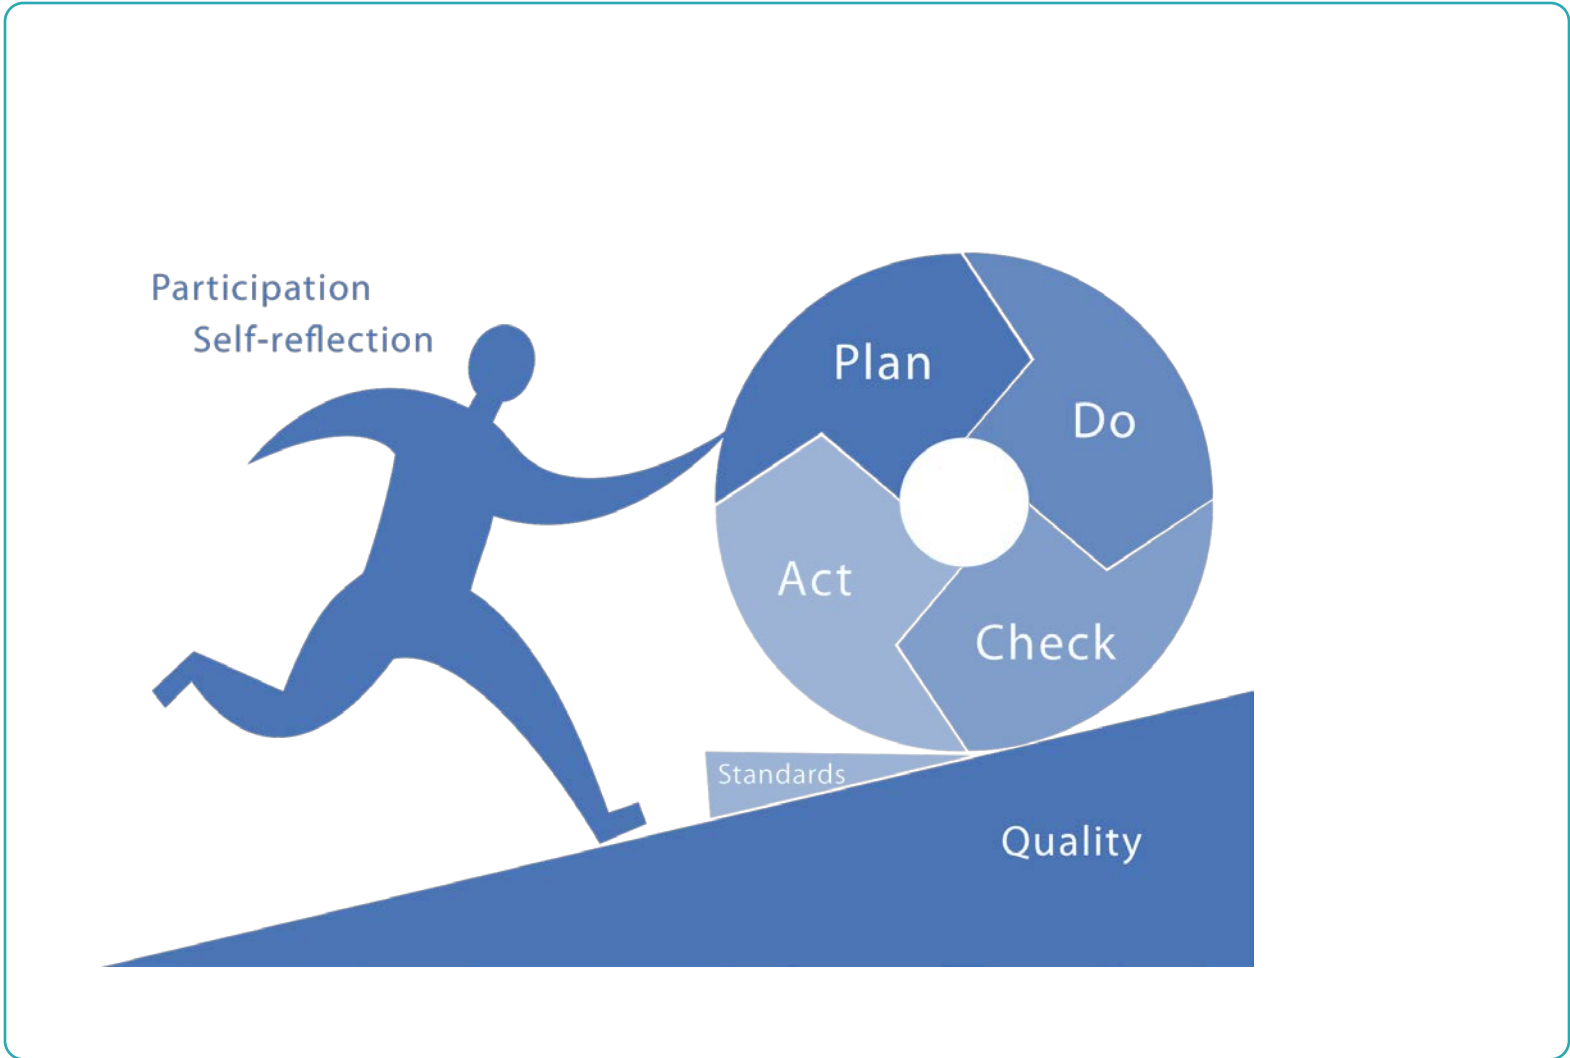 Participation
Self-reflection
Plan
Do
Act
Check
Standards
Quality